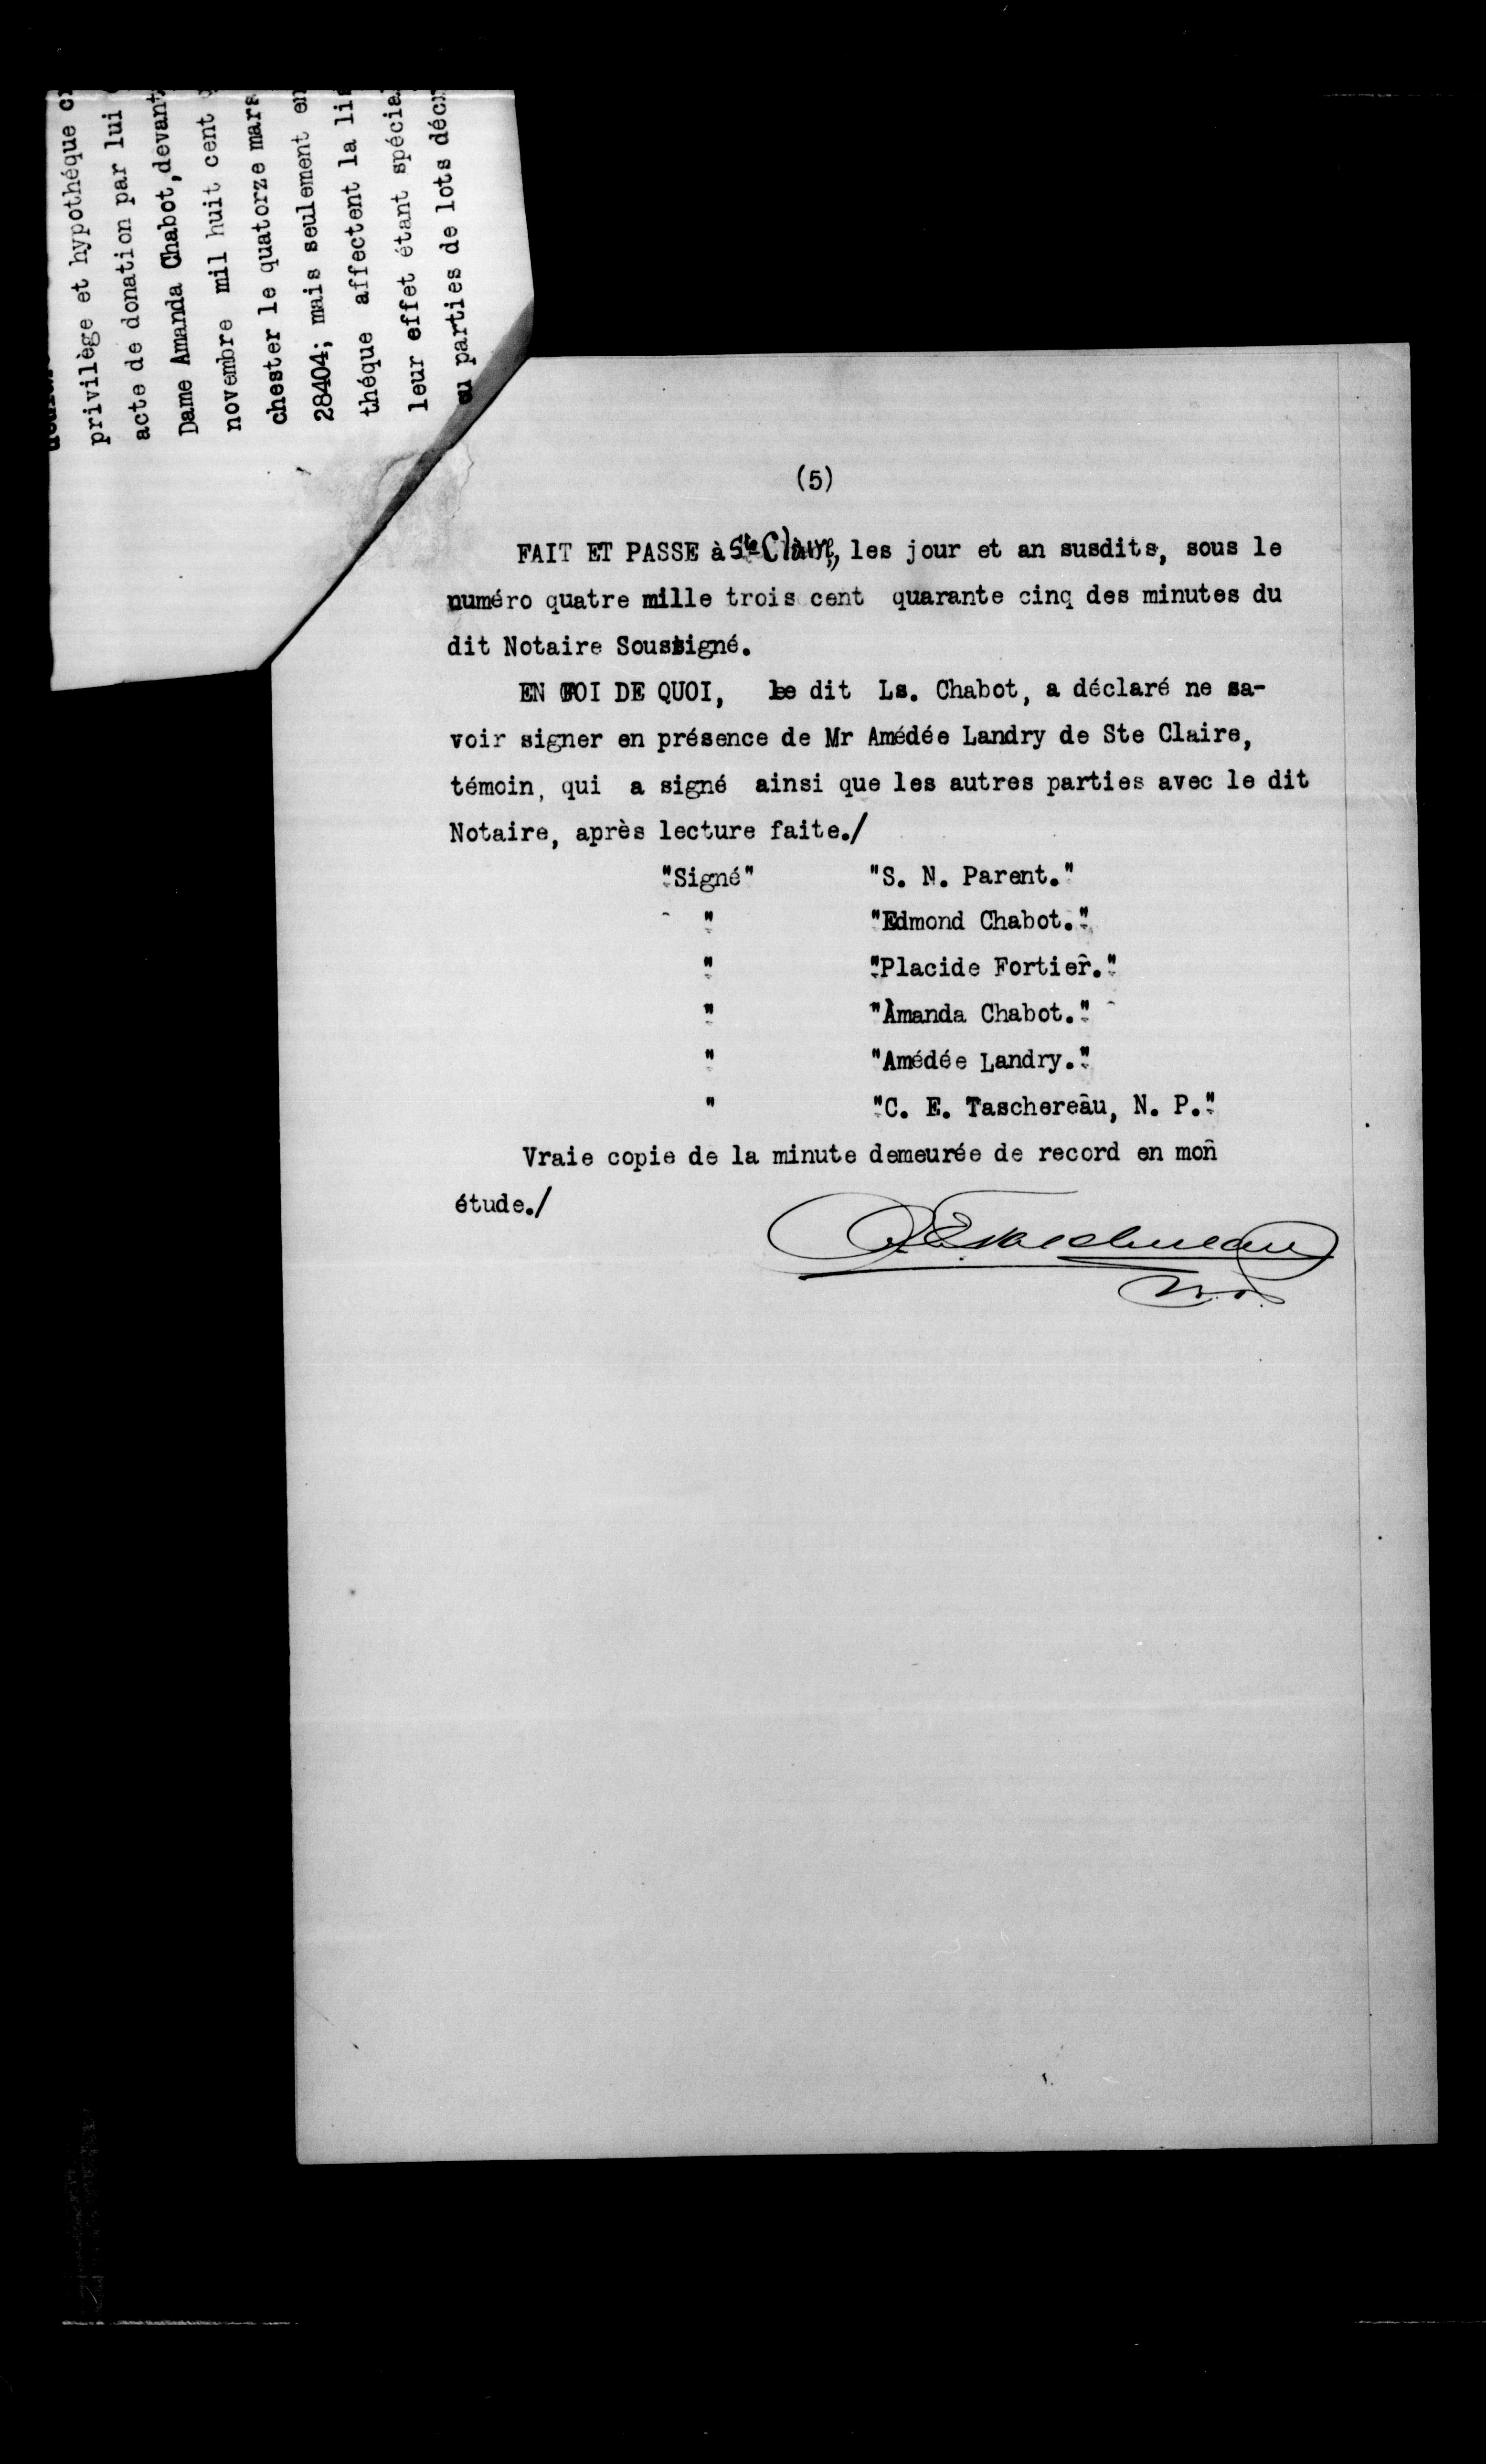 privilège et hypothéque
acte de donation par lui
Dame Amanda Chabot,devant
novembre mil huit cent
chester le quatorze mars
28404; mais seulement en
théque affectent la
leur effet étant
ou parties de lots
(5)
FAIT ET PASSE à Ste Claire, les jour et an susdits, sous le
numéro quatre mille trois cent quarante cinq des minutes du
dit Notaire Soussigné.
EN FOI DE QUOI, le dit Ls. Chabot, a déclaré ne sa-
voir signer en présence de Mr Amédée Landry de Ste Claire,
témoin, qui a signé ainsi que les autres parties avec le dit
Notaire, après lecture faite./
"Signé" "S. N. Parent."
" "Edmond Chabot."
" "Placide Fortier."
" "Amanda Chabot."
" "Amédée Landry."
" "C. E. Taschereau, N. P."
Vraie copie de la minute demeurée de record en mon
étude./
C. E. Taschereau
N. P.